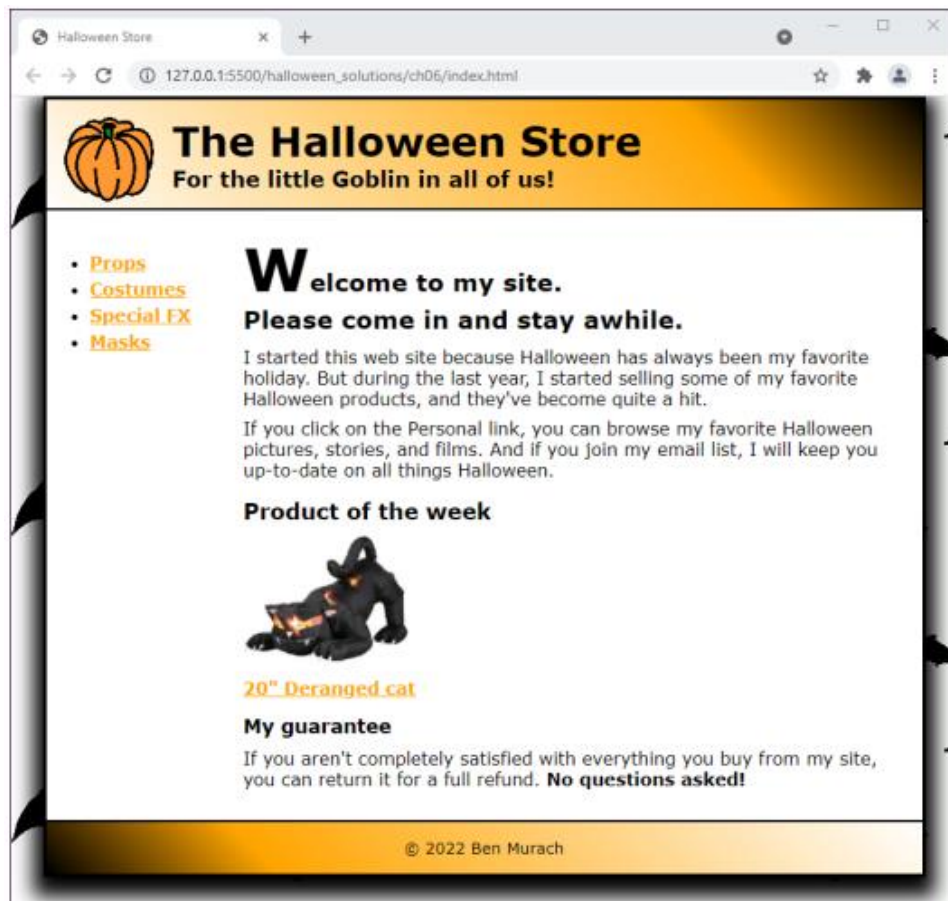 Halloween Store
127.0.0.1:5500/halloween_solutions/ch06/index.html
The Halloween Store
For the little Goblin in all of us!
Props
Costumes
Special FX
Masks
Welcome to my site.
Please come in and stay awhile.
I started this web site because Halloween has always been my favorite
holiday. But during the last year, I started selling some of my favorite
Halloween products, and they've become quite a hit.
If you click on the Personal link, you can browse my favorite Halloween
pictures, stories, and films. And if you join my email list, I will keep you
up-to-date on all things Halloween.
Product of the week
20" Deranged cat
My guarantee
If you aren't completely satisfied with everything you buy from my site,
you can return it for a full refund. No questions asked!
© 2022 Ben Murach